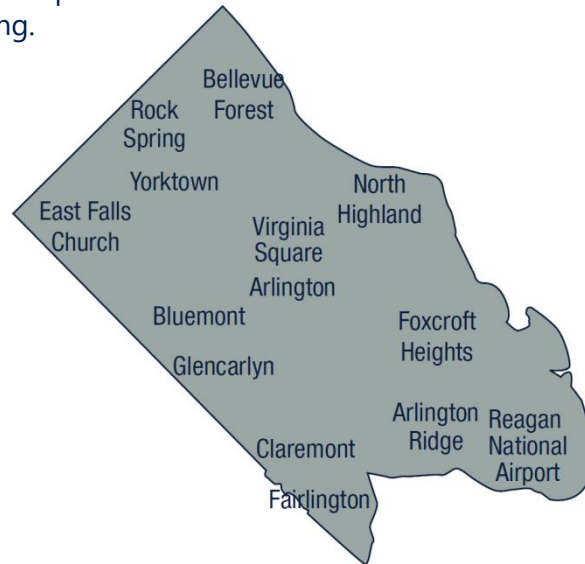 ng.
Bellevue
Forest
Rock
Spring
Yorktown
North
Highland
East Falls
Church
Virginia
Square
Arlington
Bluemont
Foxcroft
Heights
Glencarlyn
Arlington
Ridge
Reagan
National
Airport
Claremont
Fairlington